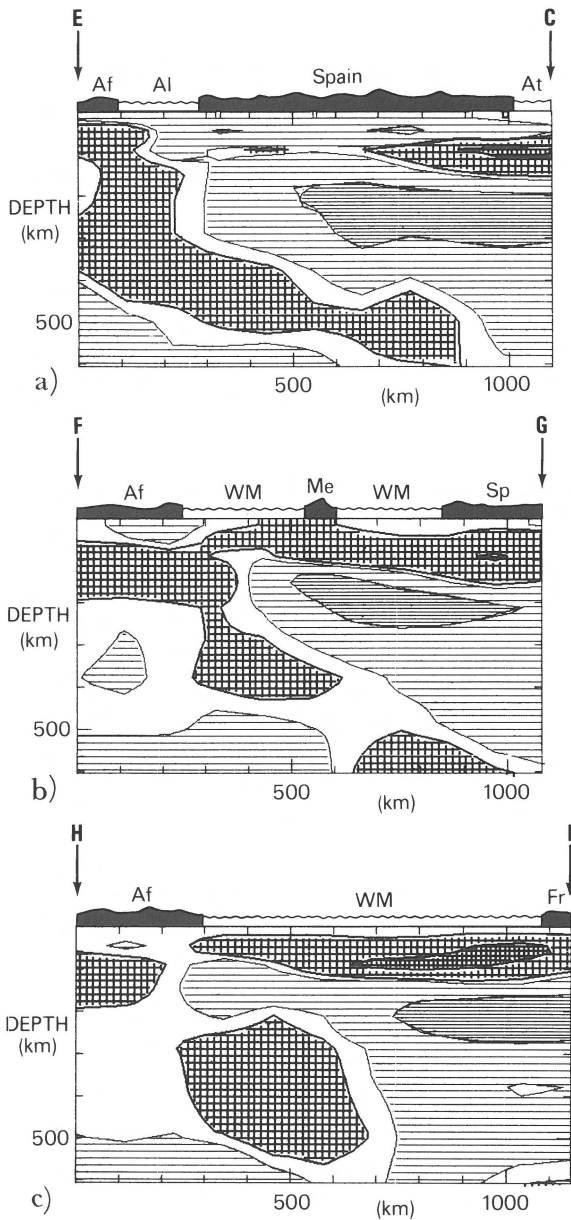 E C
Af Al Spain At
DEPTH
(km)
500
a) 500 (km) 1000
F G
Af WM Me WM Sp
DEPTH
(km)
500
b) 500 (km) 1000
H I
Af WM Fr
DEPTH
(km)
500
c) 500 (km) 1000